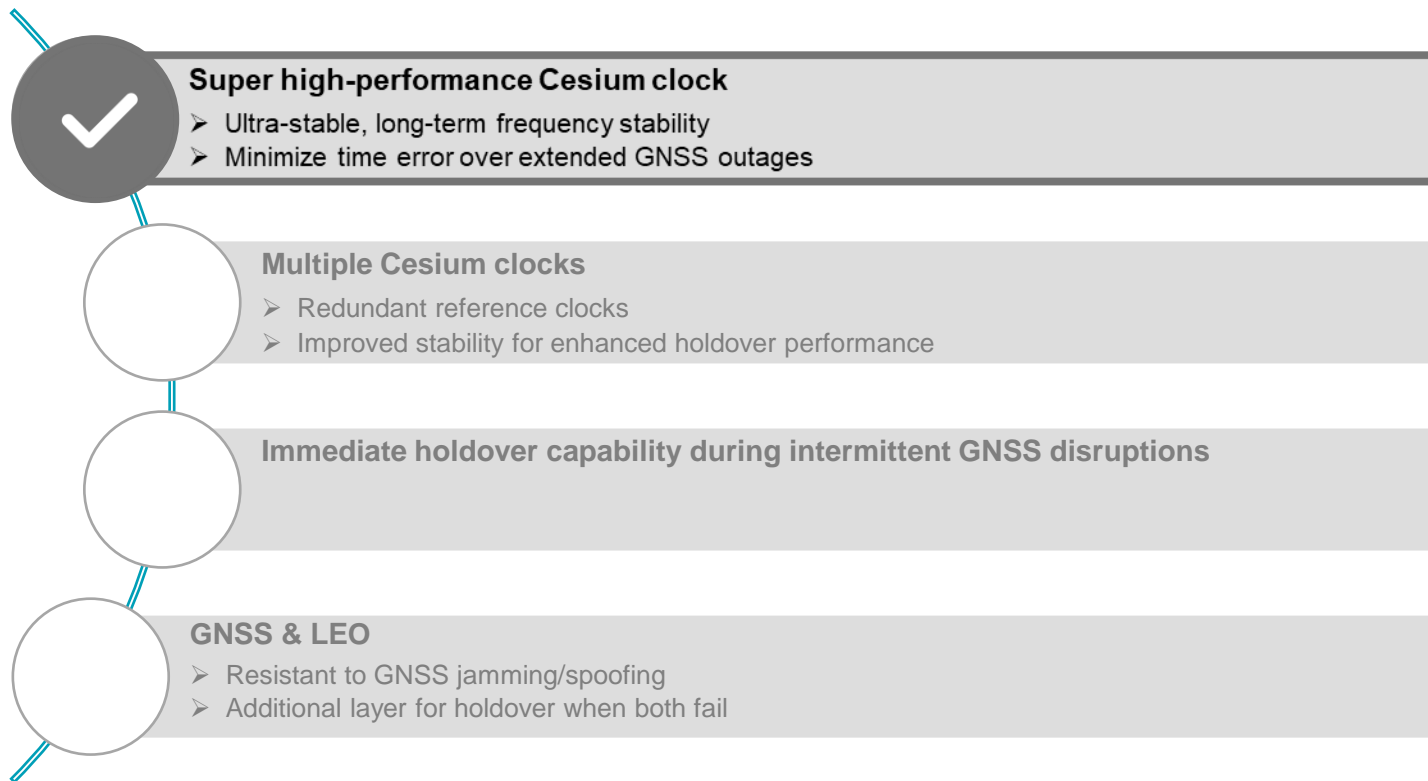 Super high-performance Cesium clock
➢ Ultra-stable, long-term frequency stability
➢ Minimize time error over extended GNSS outages
Multiple Cesium clocks
➢ Redundant reference clocks
➢ Improved stability for enhanced holdover performance
Immediate holdover capability during intermittent GNSS disruptions
GNSS & LEO
➢ Resistant to GNSS jamming/spoofing
➢ Additional layer for holdover when both fail